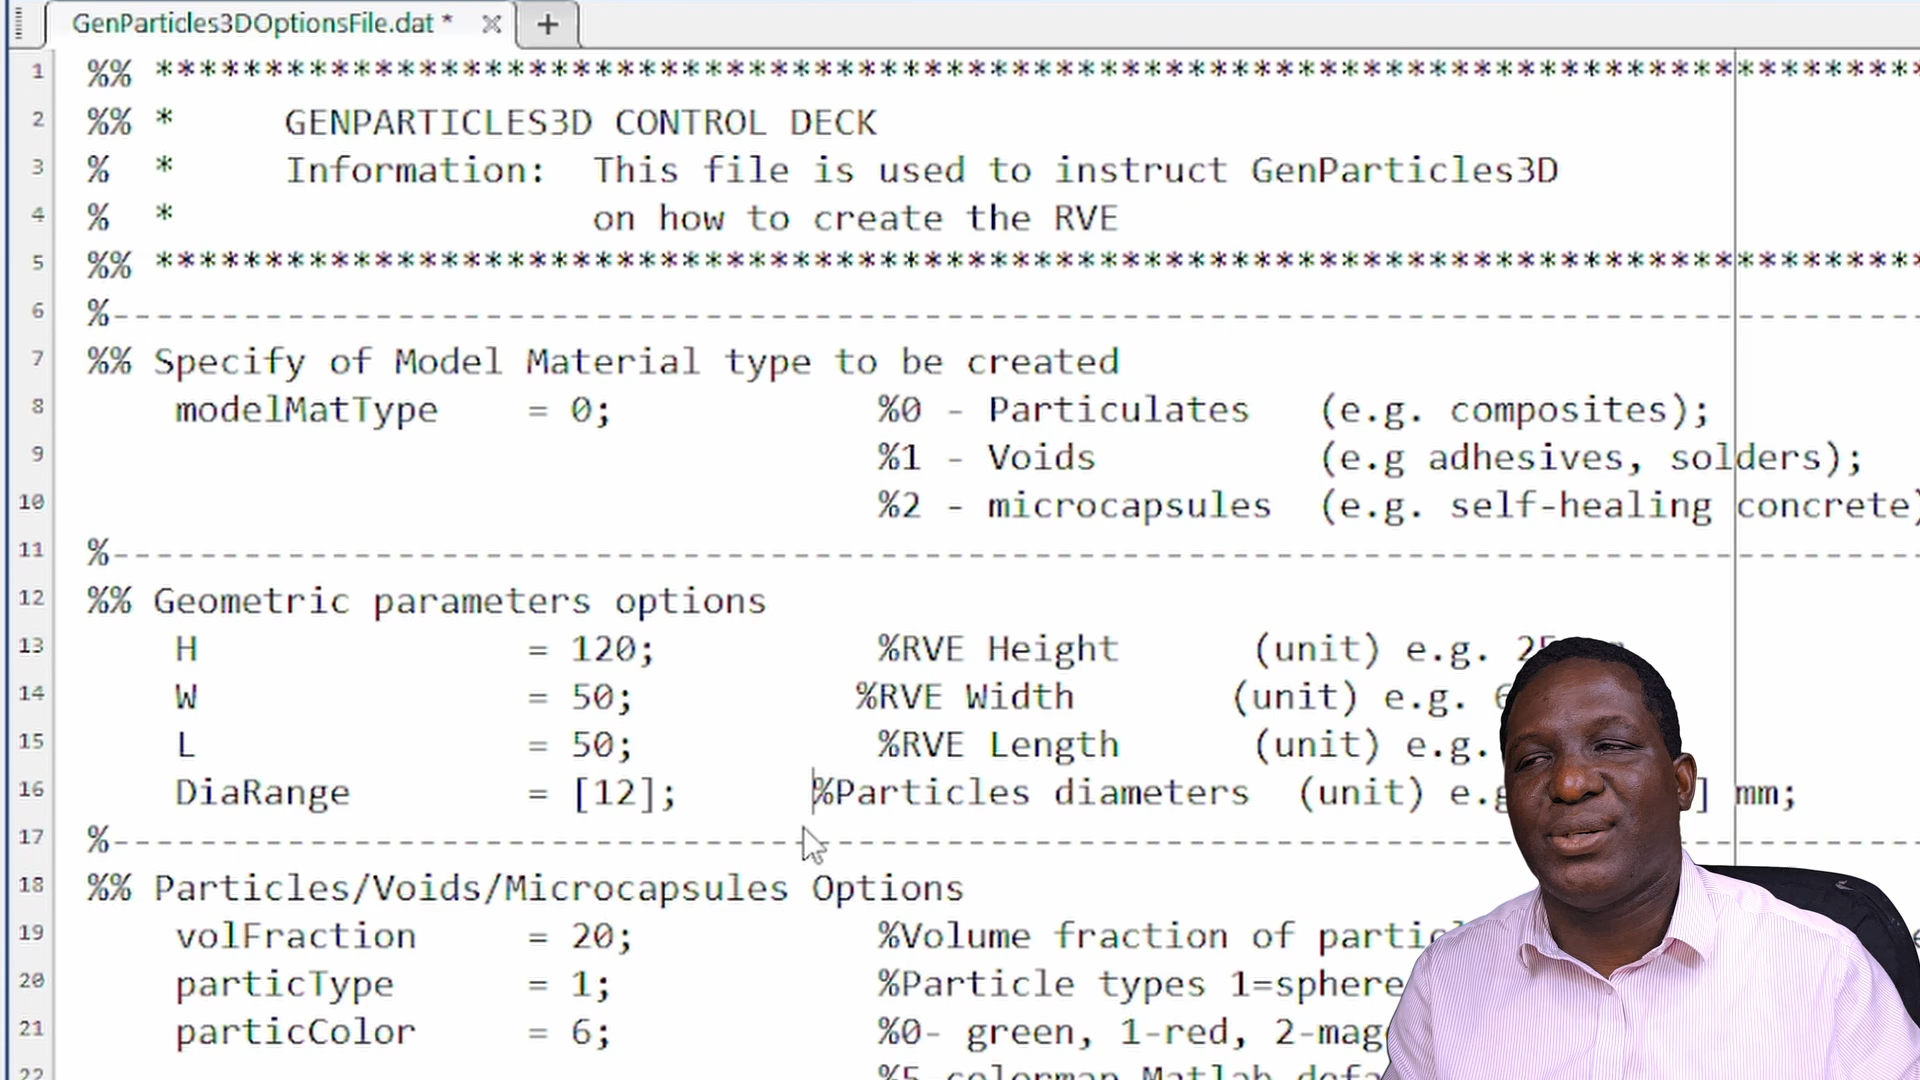 GenParticles3DOptionsFile.dat *
1 %% ********************************************************************************
2 %% * GENPARTICLES3D CONTROL DECK
3 % * Information: This file is used to instruct GenParticles3D
4 % * on how to create the RVE
5 %% ********************************************************************************
6 %--------------------------------------------------------------------------------
7 %% Specify of Model Material type to be created
8 modelMatType = 0; %0 - Particulates (e.g. composites);
9 %1 - Voids (e.g adhesives, solders);
10 %2 - microcapsules (e.g. self-healing concrete)
11 %--------------------------------------------------------------------------------
12 %% Geometric parameters options
13 H = 120; %RVE Height (unit) e.g.
14 W = 50; %RVE Width (unit) e.g.
15 L = 50; %RVE Length (unit) e.g.
16 DiaRange = [12]; %Particles diameters (unit) e.g ] mm;
17 %--------------------------------------------------------------------------------
18 %% Particles/Voids/Microcapsules Options
19 volFraction = 20; %Volume fraction of
20 particType = 1; %Particle types 1=sphere
21 particColor = 6; %0- green, 1-red,
22 %5-colormap Matlab